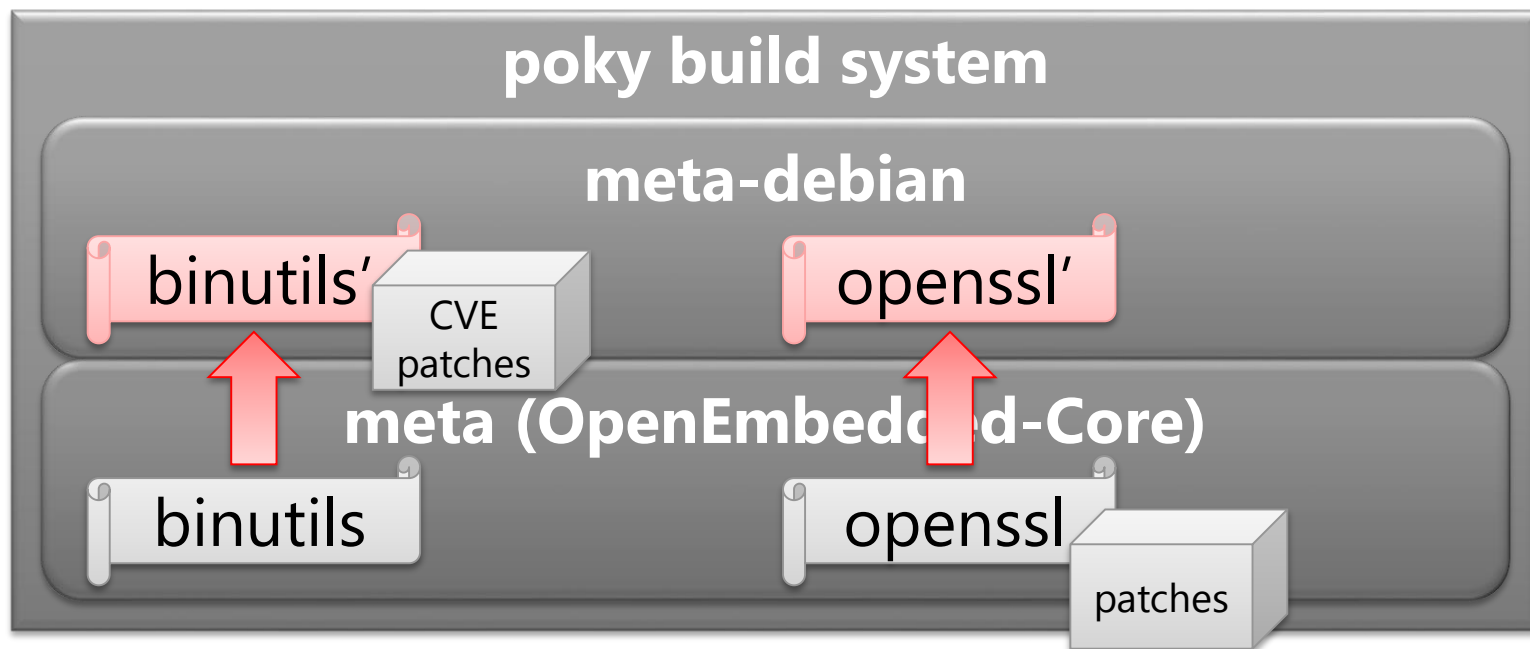 poky build system
meta-debian
binutils’
CVE
patches
openssl’
meta (OpenEmbedded-Core)
binutils
openssl
patches